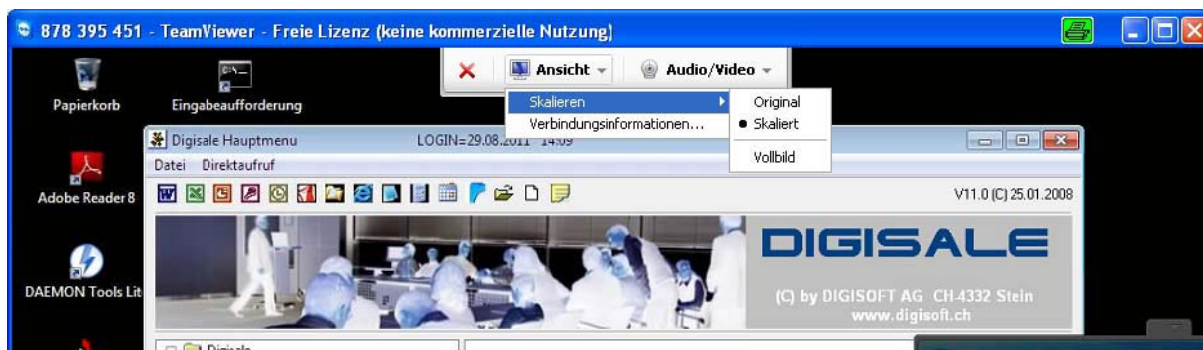 878 395 451 - TeamViewer - Freie Lizenz (keine kommerzielle Nutzung)
Ansicht Audio/Video
Papierkorb
Eingabeaufforderung
Skalieren
Original
Verbindungsinformationen...
Skaliert
Vollbild
Digisale Hauptmenu LOGIN=29.08.2011 14:09
Datei Direktaufruf
Adobe Reader 8
V11.0 (C) 25.01.2008
DIGISALE
DAEMON Tools Lit
(C) by DIGISOFT AG CH-4332 Stein
www.digisoft.ch
Digisale